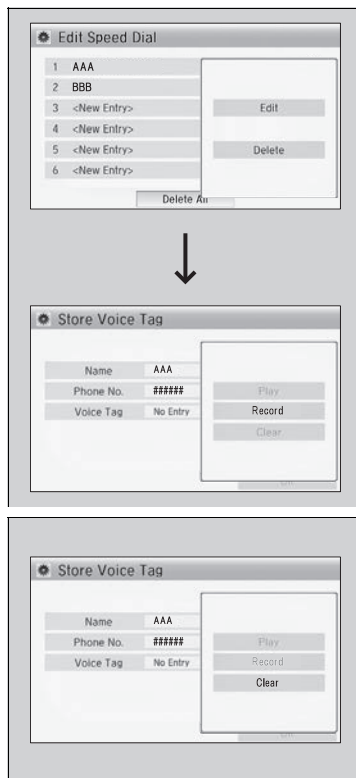 Edit Speed Dial
1 AAA
2 BBB
3 <New Entry>
4 <New Entry>
5 <New Entry>
6 <New Entry>
Edit
Delete
Delete All
Store Voice Tag
Name AAA
Phone No. ######
Voice Tag No Entry
Play
Record
Clear
Store Voice Tag
Name AAA
Phone No. ######
Voice Tag No Entry
Play
Record
Clear